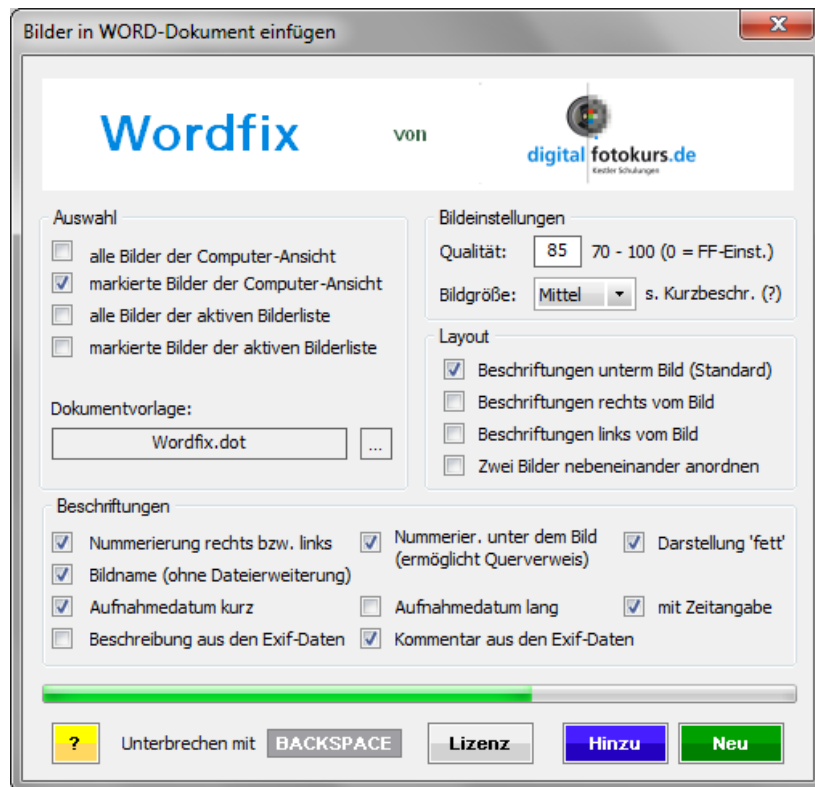 Bilder in WORD-Dokument einfügen
X
Wordfix von digital fotokurs.de
Kestler Schulungen
Auswahl
alle Bilder der Computer-Ansicht
markierte Bilder der Computer-Ansicht
alle Bilder der aktiven Bilderliste
markierte Bilder der aktiven Bilderliste
Dokumentvorlage:
Wordfix.dot ...
Bildeinstellungen
Qualität: 85 70 - 100 (0 = FF-Einst.)
Bildgröße: Mittel s. Kurzbeschr. (?)
Layout
Beschriftungen unterm Bild (Standard)
Beschriftungen rechts vom Bild
Beschriftungen links vom Bild
Zwei Bilder nebeneinander anordnen
Beschriftungen
Nummerierung rechts bzw. links
Nummerier. unter dem Bild
(ermöglicht Querverweis)
Darstellung 'fett'
Bildname (ohne Dateierweiterung)
Aufnahmedatum kurz Aufnahmedatum lang mit Zeitangabe
Beschreibung aus den Exif-Daten Kommentar aus den Exif-Daten
? Unterbrechen mit BACKSPACE Lizenz Hinzu Neu